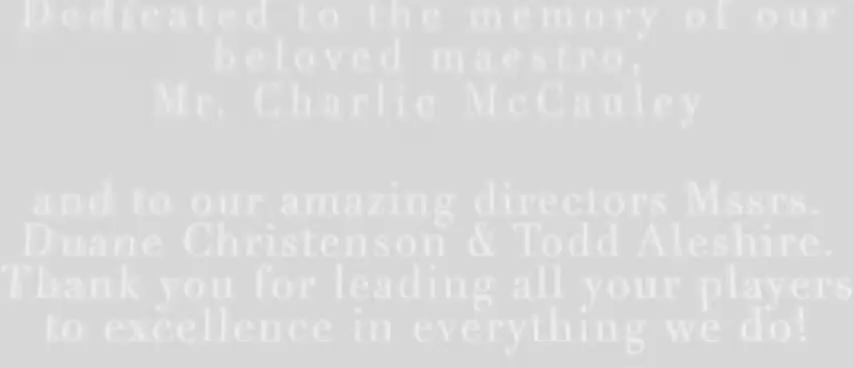 Dedicated to the memory of our
beloved maestro,
Mr. Charlie McCauley
and to our amazing directors Mssrs.
Duane Christenson & Todd Aleshire.
Thank you for leading all your players
to excellence in everything we do!